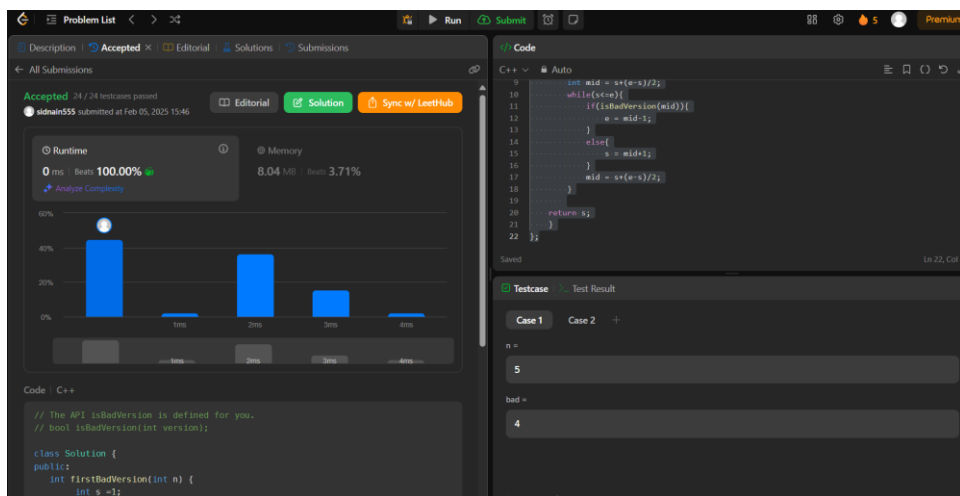 Problem List
Run
Submit
5
Premium
Description
Accepted
Editorial
Solutions
Submissions
All Submissions
Accepted 24 / 24 testcases passed
sidnain555 submitted at Feb 05, 2025 15:46
Editorial
Solution
Sync w/ LeetHub
Runtime
0 ms Beats 100.00%
Analyze Complexity
Memory
8.04 MB Beats 3.71%
60%
40%
20%
0%
1ms
2ms
3ms
4ms
1ms
2ms
3ms
4ms
Code C++
// The API isBadVersion is defined for you.
// bool isBadVersion(int version);
class Solution {
public:
int firstBadVersion(int n) {
int s =1;
</> Code
C++
Auto
9 int mid = s+(e-s)/2;
10 while(s<=e){
11 if(isBadVersion(mid)){
12 e = mid-1;
13 }
14 else{
15 s = mid+1;
16 }
17 mid = s+(e-s)/2;
18 }
19
20 return s;
21 }
22 };
Saved
Ln 22, Col
Testcase
>_ Test Result
Case 1
Case 2
+
n =
5
bad =
4